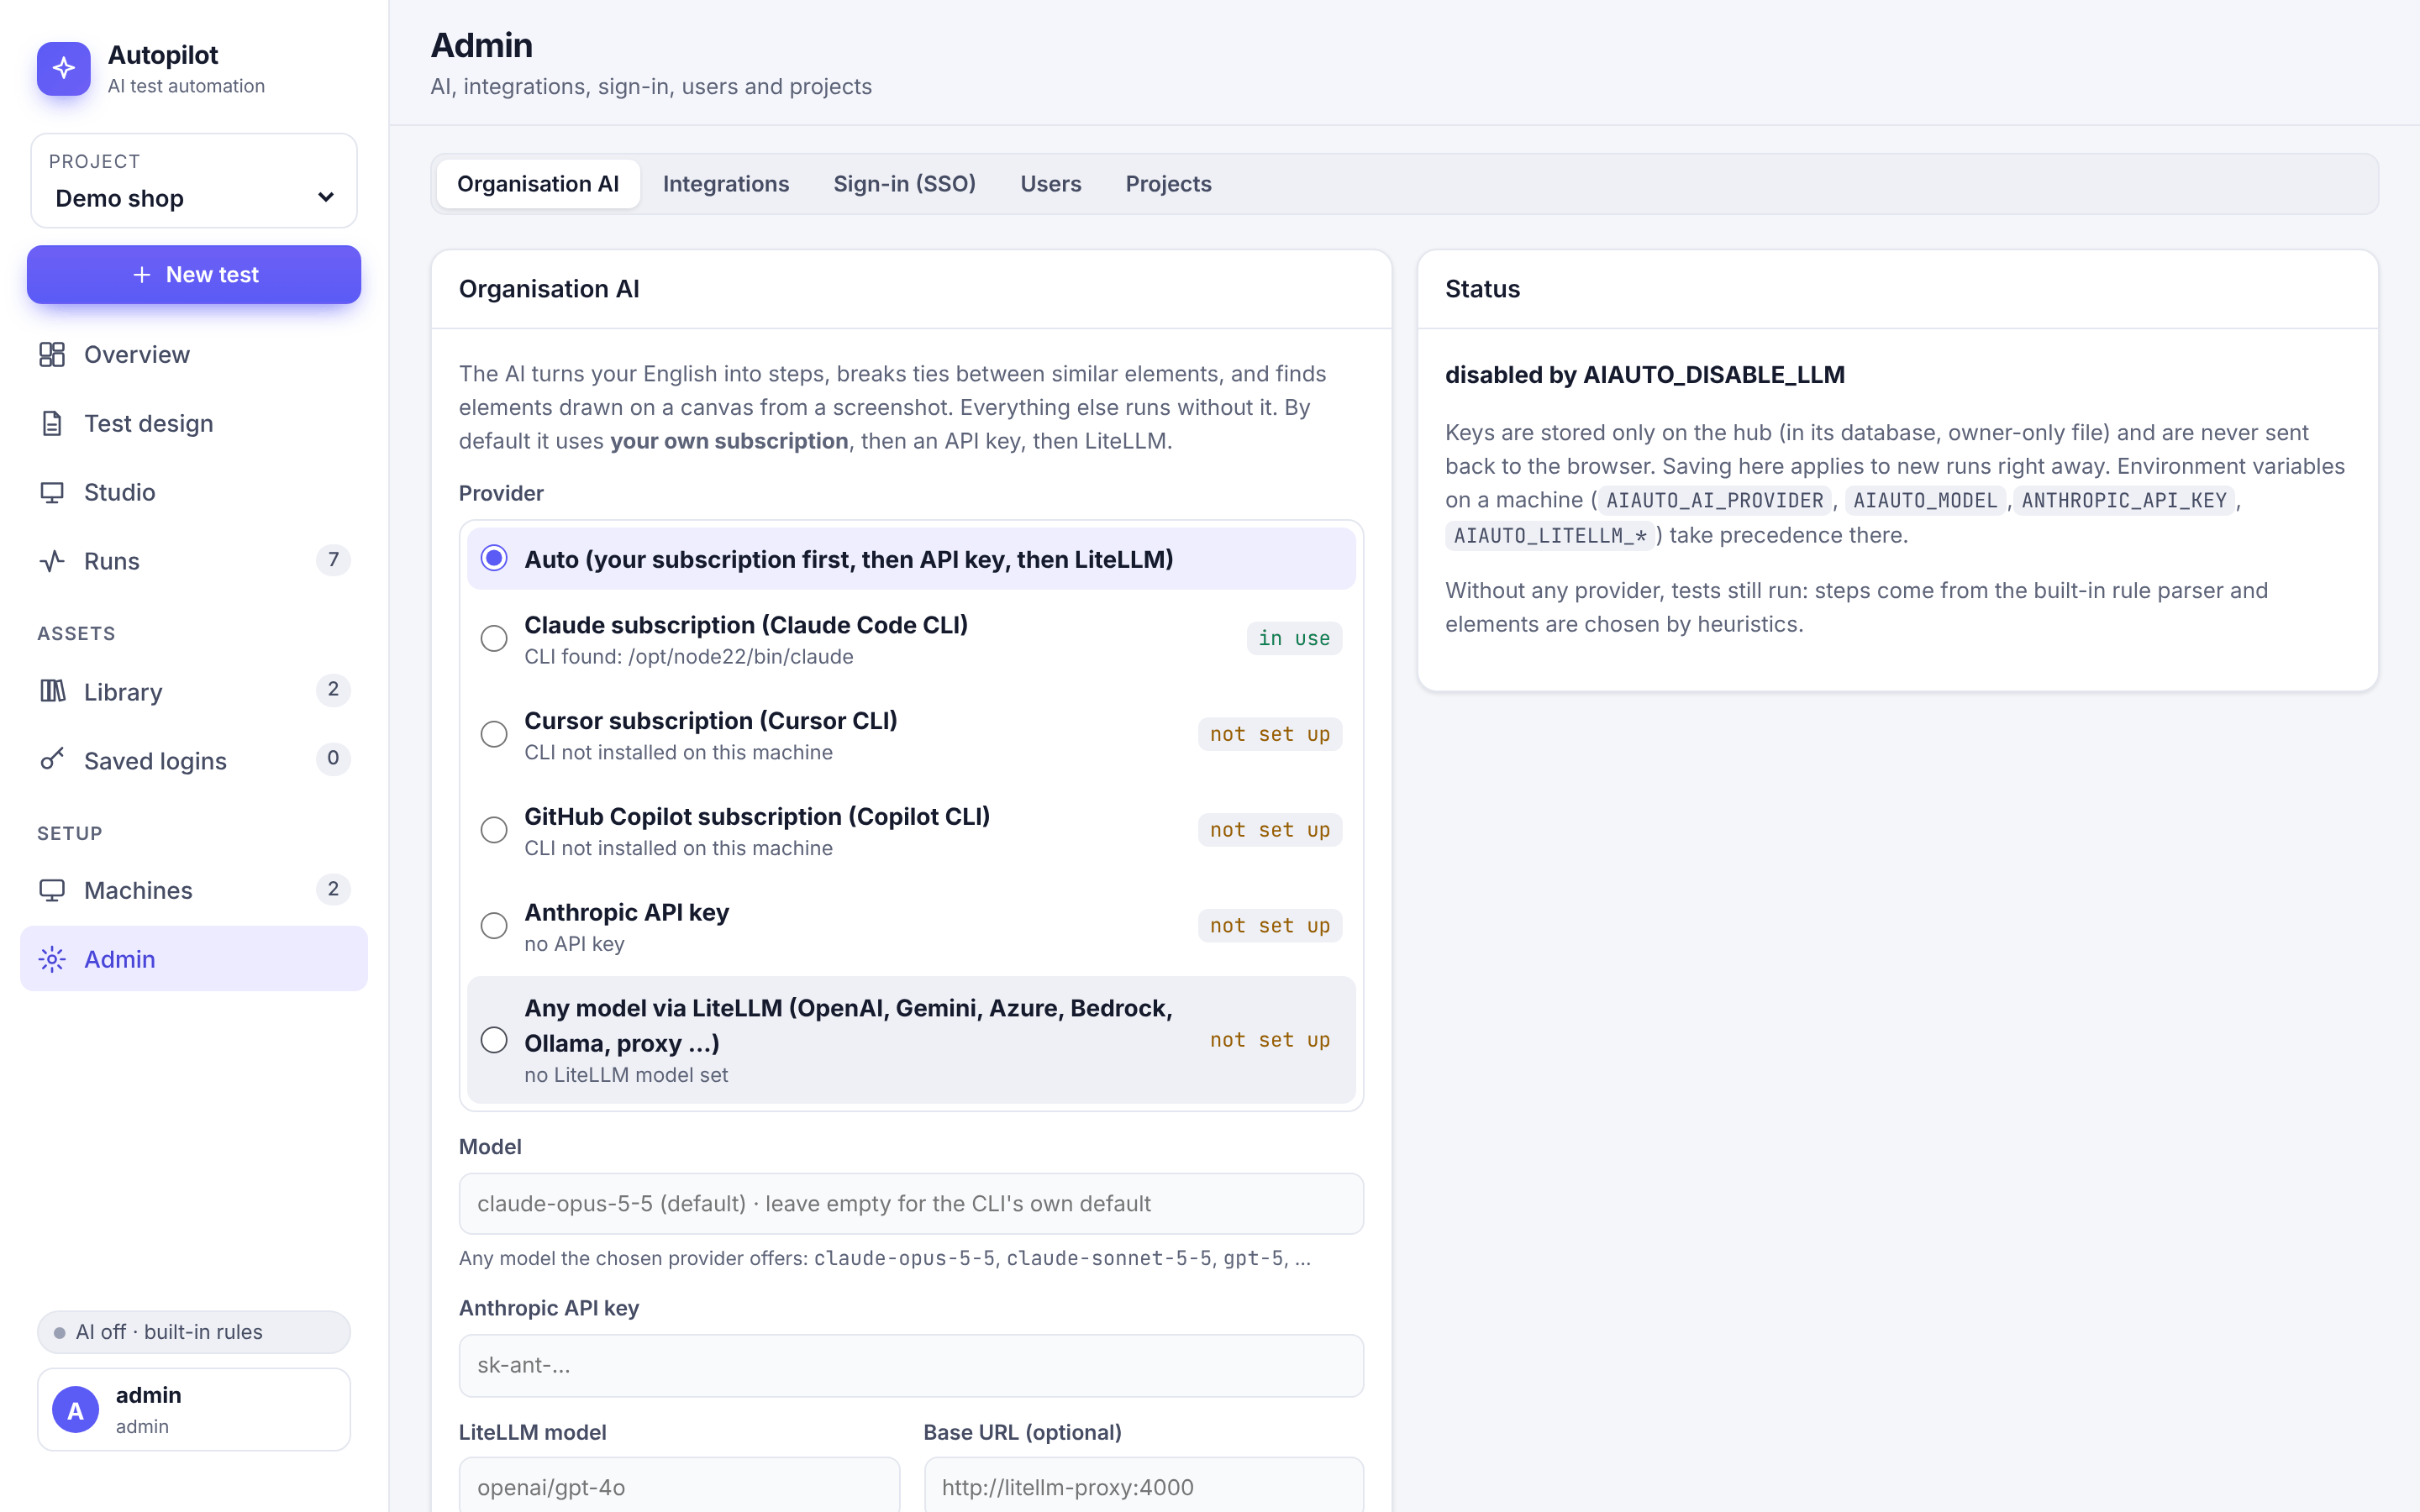 Autopilot
AI test automation
PROJECT
Demo shop
New test
Overview
Test design
Studio
Runs 7
ASSETS
Library 2
Saved logins 0
SETUP
Machines 2
Admin
AI off · built-in rules
A
admin
admin
Admin
AI, integrations, sign-in, users and projects
Organisation AI Integrations Sign-in (SSO) Users Projects
Organisation AI
The AI turns your English into steps, breaks ties between similar elements, and finds
elements drawn on a canvas from a screenshot. Everything else runs without it. By
default it uses your own subscription, then an API key, then LiteLLM.
Provider
Auto (your subscription first, then API key, then LiteLLM)
Claude subscription (Claude Code CLI)
CLI found: /opt/node22/bin/claude
in use
Cursor subscription (Cursor CLI)
CLI not installed on this machine
not set up
GitHub Copilot subscription (Copilot CLI)
CLI not installed on this machine
not set up
Anthropic API key
no API key
not set up
Any model via LiteLLM (OpenAI, Gemini, Azure, Bedrock,
Ollama, proxy ...)
no LiteLLM model set
not set up
Model
claude-opus-5-5 (default) · leave empty for the CLI's own default
Any model the chosen provider offers: claude-opus-5-5, claude-sonnet-5-5, gpt-5, ...
Anthropic API key
sk-ant-...
LiteLLM model
openai/gpt-4o
Base URL (optional)
http://litellm-proxy:4000
Status
disabled by AIAUTO_DISABLE_LLM
Keys are stored only on the hub (in its database, owner-only file) and are never sent
back to the browser. Saving here applies to new runs right away. Environment variables
on a machine ( AIAUTO_AI_PROVIDER , AIAUTO_MODEL , ANTHROPIC_API_KEY ,
AIAUTO_LITELLM_* ) take precedence there.
Without any provider, tests still run: steps come from the built-in rule parser and
elements are chosen by heuristics.